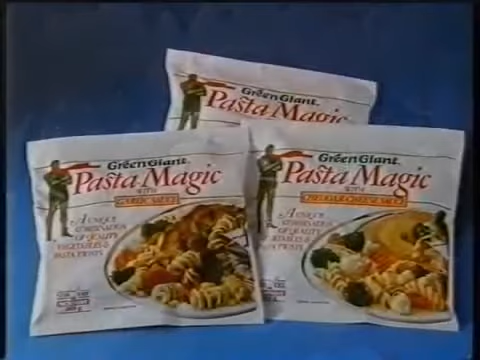 Green Giant
Pasta Magic
Green Giant
Pasta Magic
WITH
GARLIC SAUCE
A UNIQUE
COMBINATION
OF QUALITY
VEGETABLES &
PASTA TWISTS
Green Giant
Pasta Magic
WITH
CHEDDAR CHEESE SAUCE
A UNIQUE
COMBINATION
OF QUALITY
VEGETABLES &
PASTA TWISTS